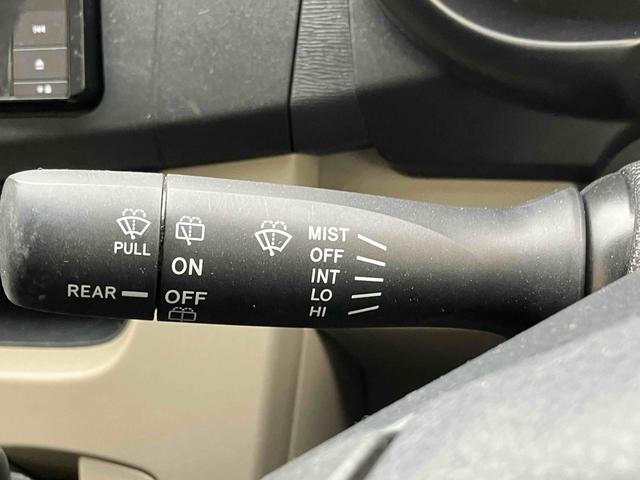 PULL
REAR
ON
OFF
MIST
OFF
INT
LO
HI